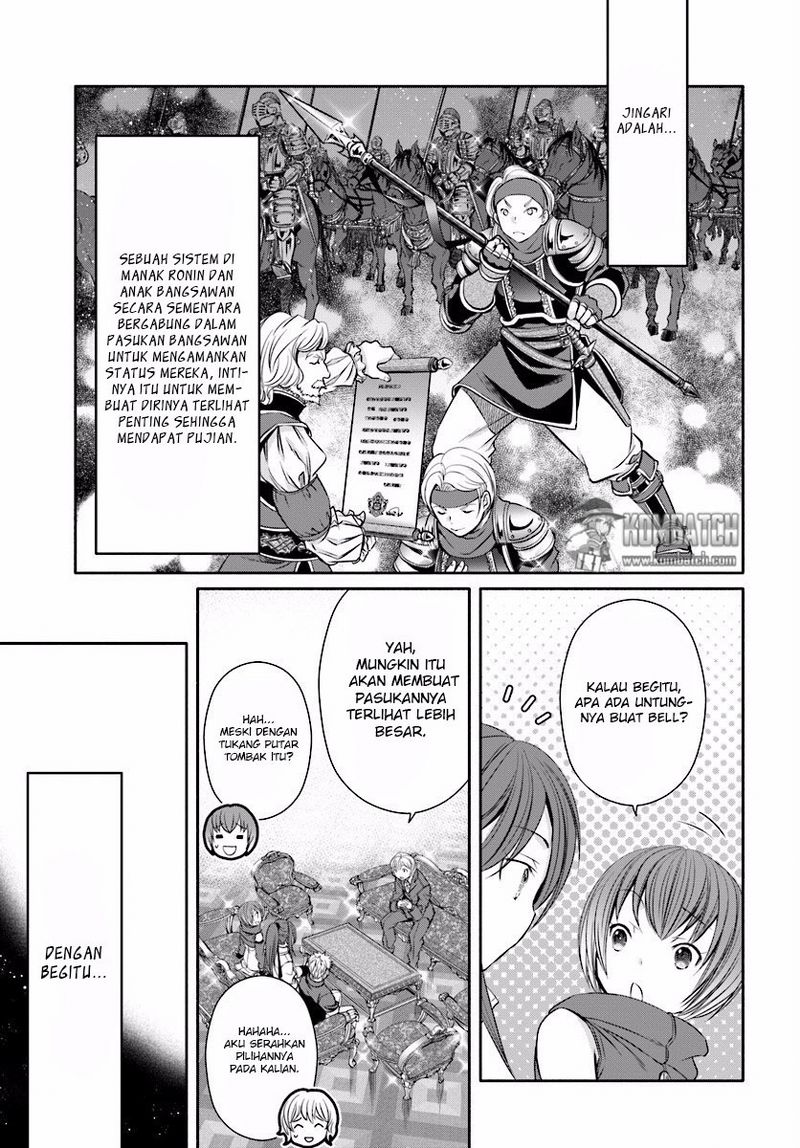 JINGARI
ADALAH...
SEBUAH SISTEM DI
MANAK RONIN DAN
ANAK BANGSAWAN
SECARA SEMENTARA
BERGABUNG DALAM
PASUKAN BANGSAWAN
UNTUK MENGAMANKAN
STATUS MEREKA, INTI-
NYA ITU UNTUK MEM-
BUAT DIRINYA TERLIHAT
PENTING SEHINGGA
MENDAPAT PUJIAN.
KOMBATCH
www.kombatch.com
KALAU BEGITU,
APA ADA UNTUNG-
NYA BUAT BELL?
YAH,
MUNGKIN ITU
AKAN MEMBUAT
PASUKANNYA
TERLIHAT LEBIH
BESAR.
HAH...
MESKI DENGAN
TUKANG PUTAR
TOMBAK ITU?
HAHAHA...
AKU SERAHKAN
PILIHANNYA
PADA KALIAN.
DENGAN
BEGITU...